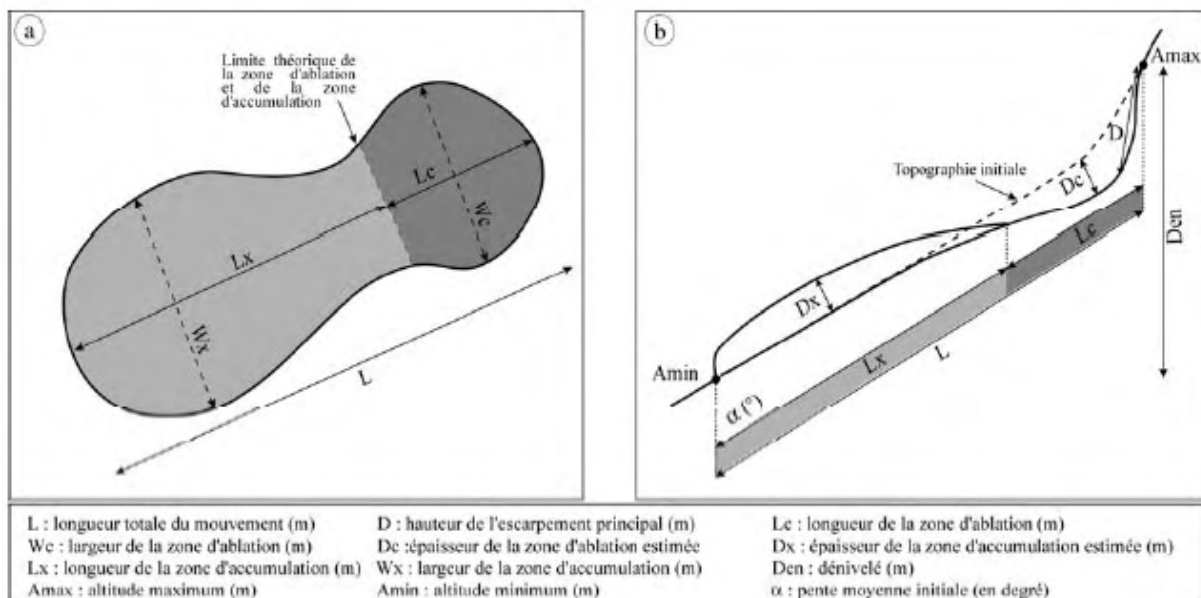 a
Limite théorique de
la zone d'ablation
et de la zone
d'accumulation
Lc
Wc
Lx
Wx
L
b
Amax
D
Topographie initiale
Dc
Den
Lc
Dx
Lx
L
Amin
α (°)
L : longueur totale du mouvement (m)
D : hauteur de l'escarpement principal (m)
Lc : longueur de la zone d'ablation (m)
Wc : largeur de la zone d'ablation (m)
Dc :épaisseur de la zone d'ablation estimée
Dx : épaisseur de la zone d'accumulation estimée (m)
Lx : longueur de la zone d'accumulation (m)
Wx : largeur de la zone d'accumulation (m)
Den : dénivelé (m)
Amax : altitude maximum (m)
Amin : altitude minimum (m)
α : pente moyenne initiale (en degré)